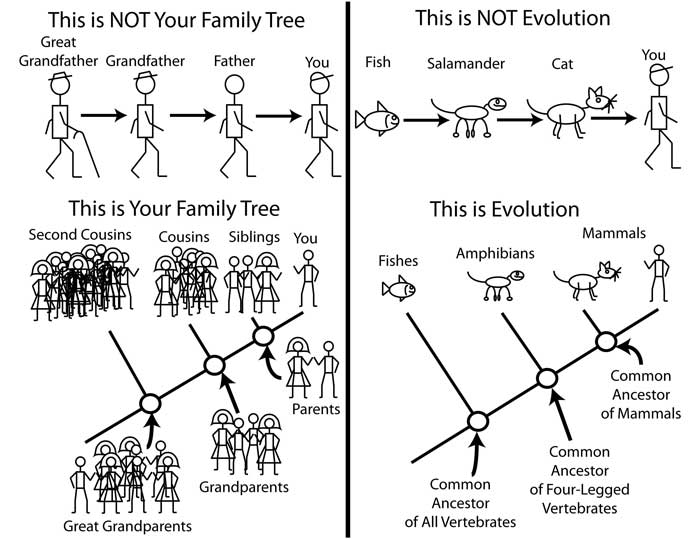 This is NOT Your Family Tree
Great
Grandfather
Grandfather
Father
You
This is Your Family Tree
Second Cousins
Cousins
Siblings
You
Parents
Grandparents
Great Grandparents
This is NOT Evolution
Fish
Salamander
Cat
You
This is Evolution
Fishes
Amphibians
Mammals
Common
Ancestor
of Mammals
Common
Ancestor
of Four-Legged
Vertebrates
Common
Ancestor
of All Vertebrates